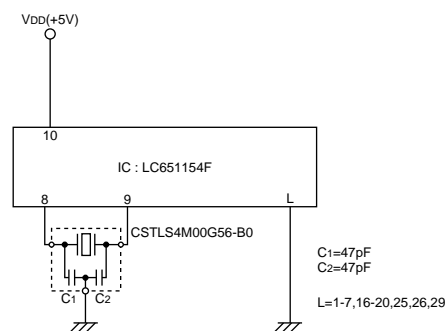 VDD(+5V)
10
IC : LC651154F
8
9
L
CSTLS4M00G56-B0
C1
C2
C1=47pF
C2=47pF
L=1-7,16-20,25,26,29